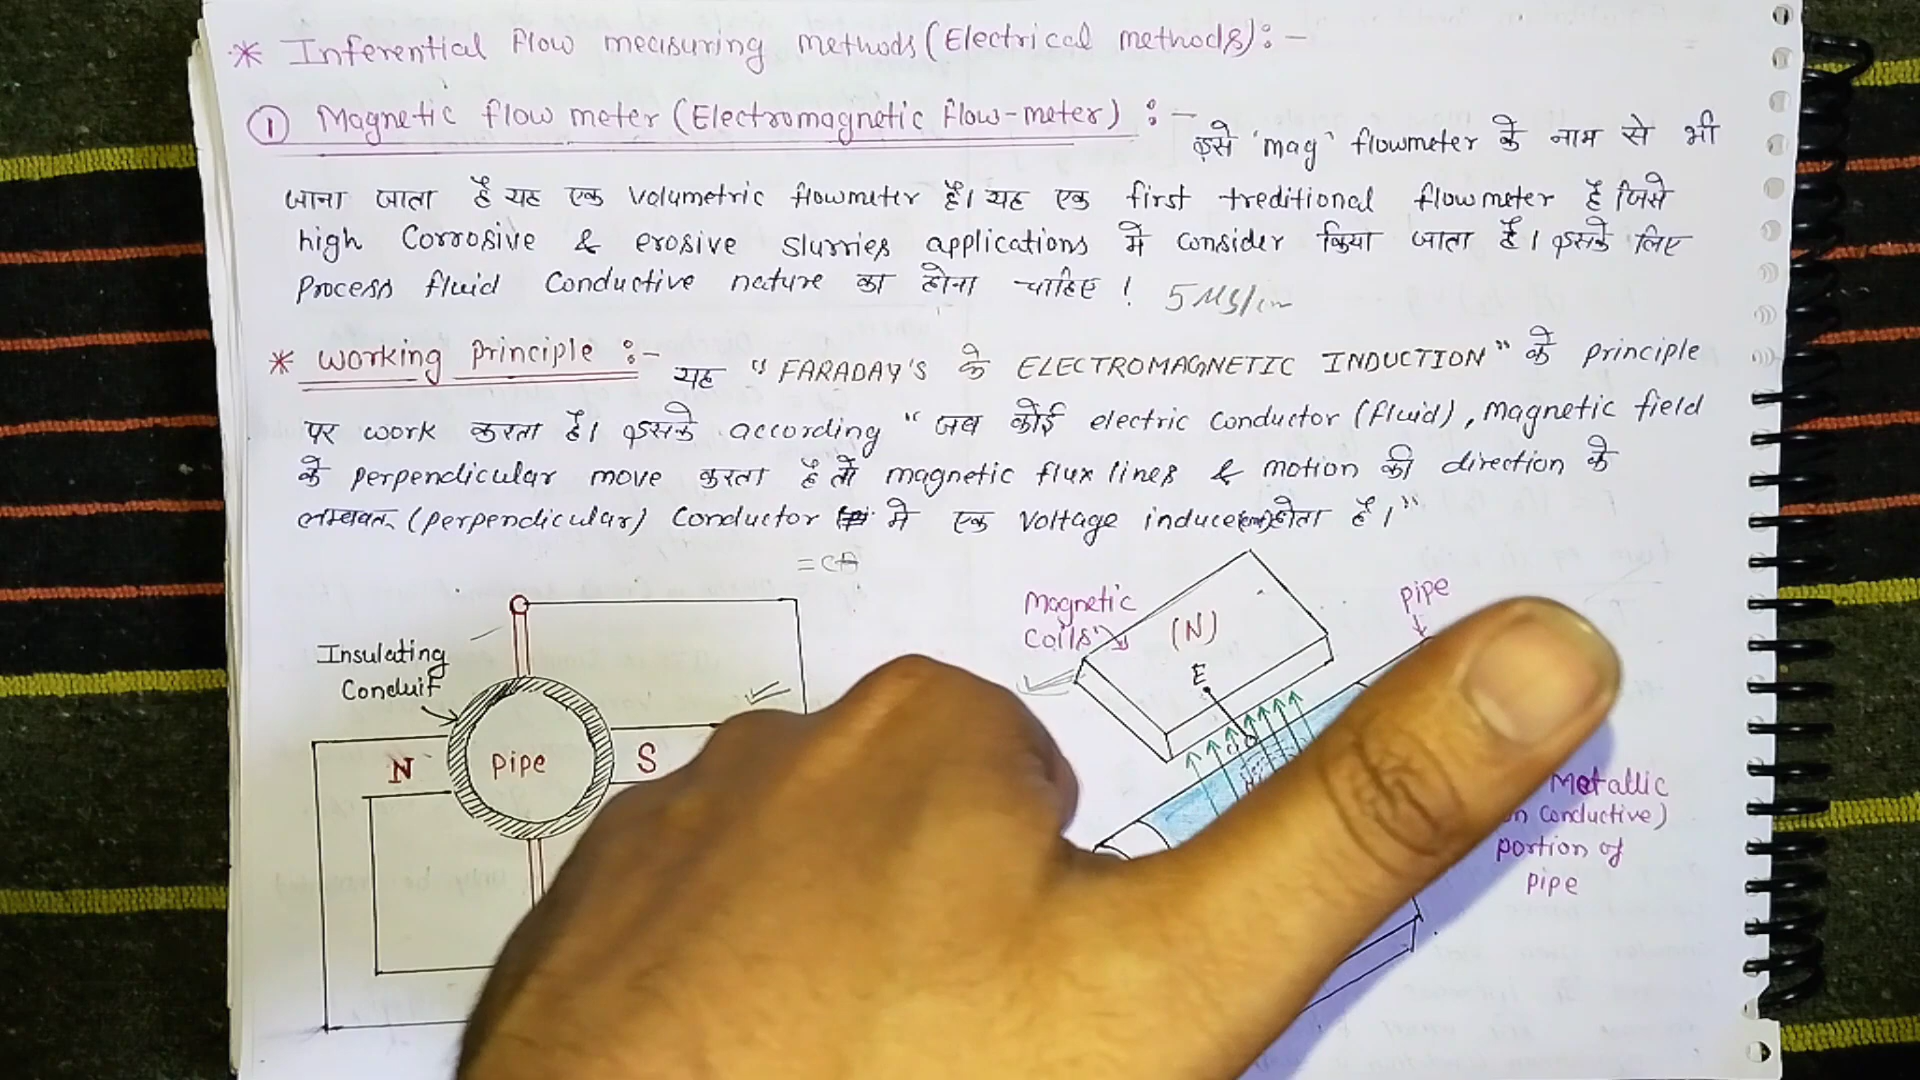 * Inferential Flow measuring methods (Electrical methods):-
① Magnetic flow meter (Electromagnetic Flow-meter) :-
इसे 'mag' flowmeter के नाम से भी
जाना जाता है यह एक volumetric flowmeter है। यह एक first treditional flowmeter है जिसे
high Corrosive & erosive slurries applications में consider किया जाता है। इसके लिए
Process fluid Conductive nature का होना चाहिए !
* Working principle :-
यह "FARADAY'S के ELECTROMAGNETIC INDUCTION" के principle
पर work करता है। इसके according "जब कोई electric conductor (fluid), magnetic field
के perpendicular move करता है तो magnetic flux lines & motion की direction के
लम्बवत (perpendicular) Conductor में एक voltage induce(emf)होता है।"
Insulating
Conduit
N
pipe
S
Magnetic
coils
(N)
E
pipe
Metallic
Conductive)
portion of
pipe